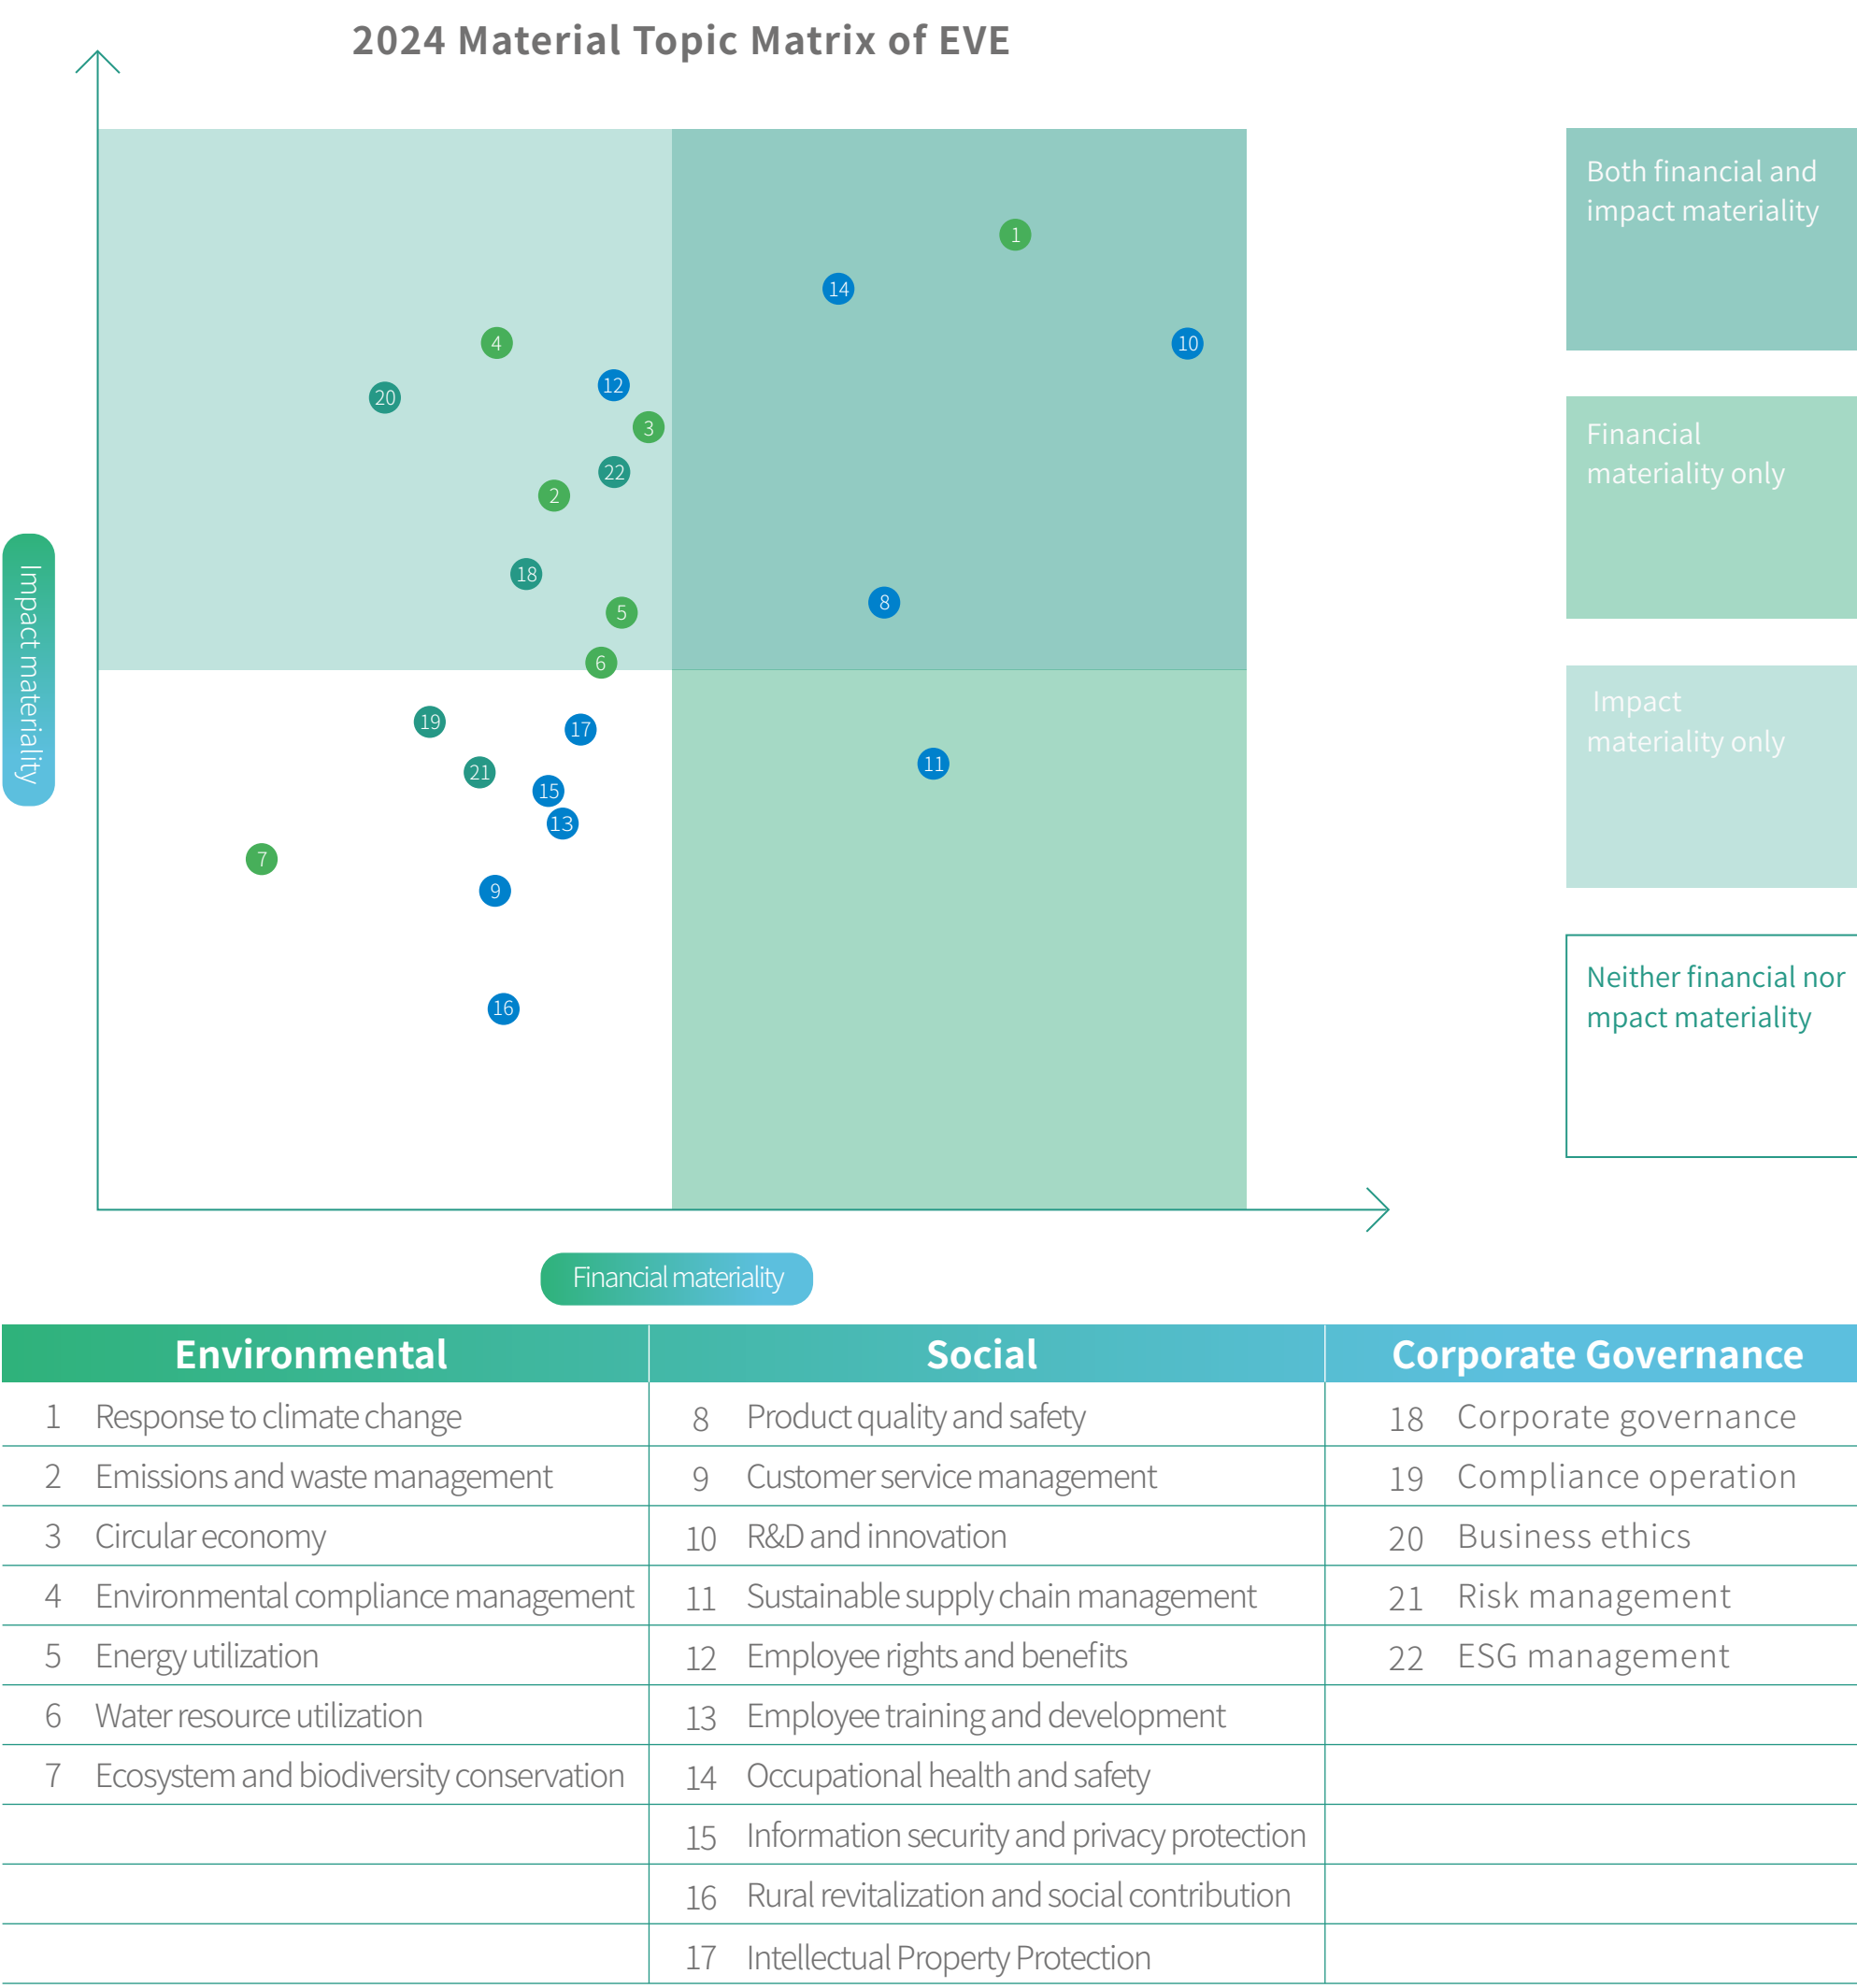 2024 Material Topic Matrix of EVE
Impact materiality
1
14
4
10
12
20
3
22
2
18
8
5
6
19
17
11
21
15
13
7
9
16
Financial materiality
Both financial and
impact materiality
Financial
materiality only
Impact
materiality only
Neither financial nor
mpact materiality
Environmental Social Corporate Governance
1 Response to climate change 8 Product quality and safety 18 Corporate governance
2 Emissions and waste management 9 Customer service management 19 Compliance operation
3 Circular economy 10 R&D and innovation 20 Business ethics
4 Environmental compliance management 11 Sustainable supply chain management 21 Risk management
5 Energy utilization 12 Employee rights and benefits 22 ESG management
6 Water resource utilization 13 Employee training and development
7 Ecosystem and biodiversity conservation 14 Occupational health and safety
15 Information security and privacy protection
16 Rural revitalization and social contribution
17 Intellectual Property Protection